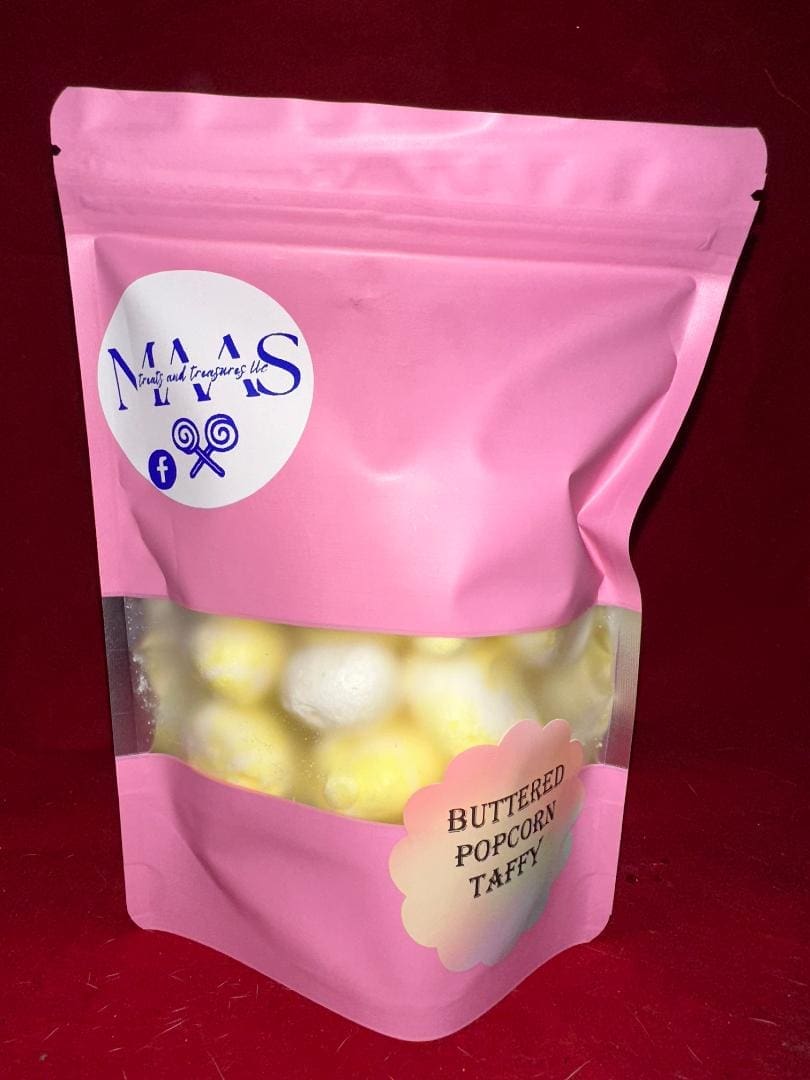 MAAS
treats and treasures llc
f
BUTTERED
POPCORN
TAFFY